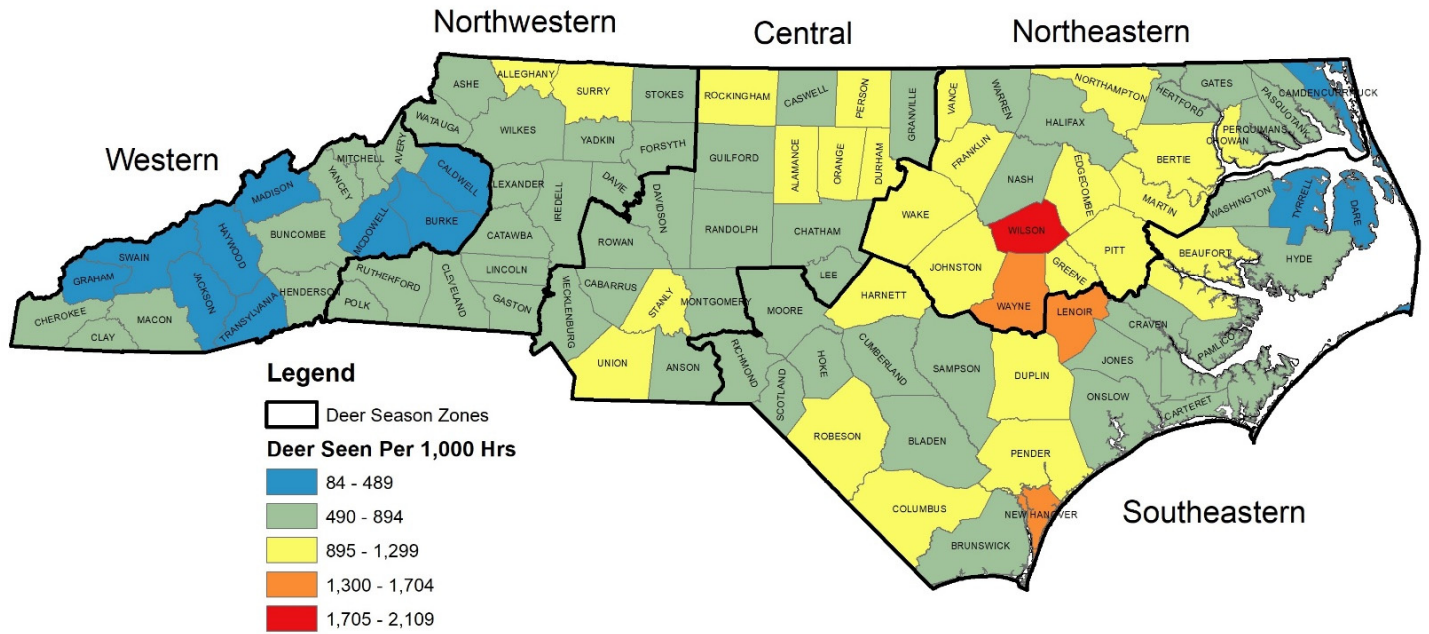 Northwestern
Central
Northeastern
Western
Southeastern
ASHE
ALLEGHANY
SURRY
STOKES
ROCKINGHAM
CASWELL
PERSON
GRANVILLE
VANCE
WARREN
NORTHAMPTON
HERTFORD
GATES
PASQUOTANK
CAMDEN
CURRITUCK
WATAUGA
WILKES
YADKIN
FORSYTH
GUILFORD
ALAMANCE
ORANGE
DURHAM
FRANKLIN
HALIFAX
BERTIE
PERQUIMANS
CHOWAN
MITCHELL
AVERY
CALDWELL
ALEXANDER
IREDELL
DAVIE
DAVIDSON
NASH
EDGECOMBE
MARTIN
MADISON
YANCEY
MCDOWELL
BURKE
CATAWBA
ROWAN
RANDOLPH
CHATHAM
WAKE
WILSON
PITT
WASHINGTON
TYRRELL
DARE
SWAIN
HAYWOOD
BUNCOMBE
RUTHERFORD
CLEVELAND
LINCOLN
CABARRUS
STANLY
MONTGOMERY
LEE
HARNETT
JOHNSTON
GREENE
BEAUFORT
HYDE
GRAHAM
JACKSON
HENDERSON
POLK
GASTON
MECKLENBURG
MOORE
WAYNE
LENOIR
CRAVEN
PAMLICO
CHEROKEE
MACON
CLAY
TRANSYLVANIA
UNION
ANSON
RICHMOND
SCOTLAND
HOKE
CUMBERLAND
SAMPSON
DUPLIN
JONES
ONSLOW
CARTERET
ROBESON
BLADEN
PENDER
COLUMBUS
NEW HANOVER
BRUNSWICK
Legend
Deer Season Zones
Deer Seen Per 1,000 Hrs
84 - 489
490 - 894
895 - 1,299
1,300 - 1,704
1,705 - 2,109